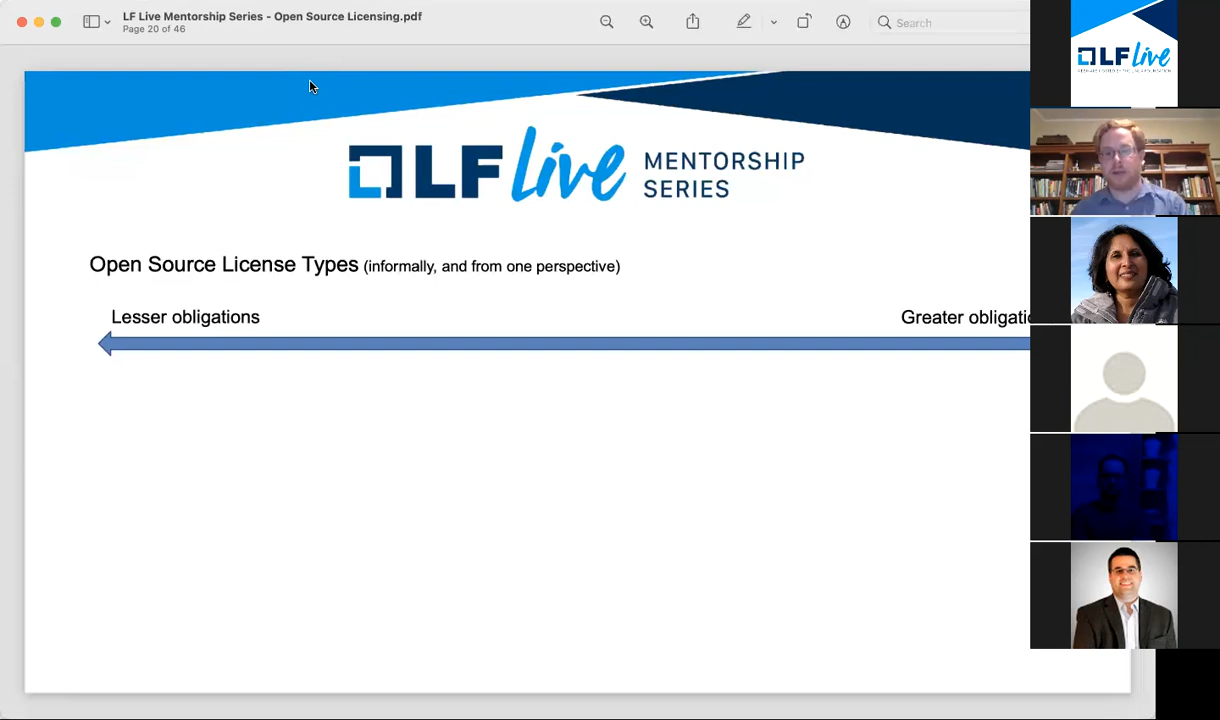 LF Live Mentorship Series - Open Source Licensing.pdf
Page 20 of 46
Search
LF Live MENTORSHIP
SERIES
Open Source License Types (informally, and from one perspective)
Lesser obligations
Greater obligatio
LF Live